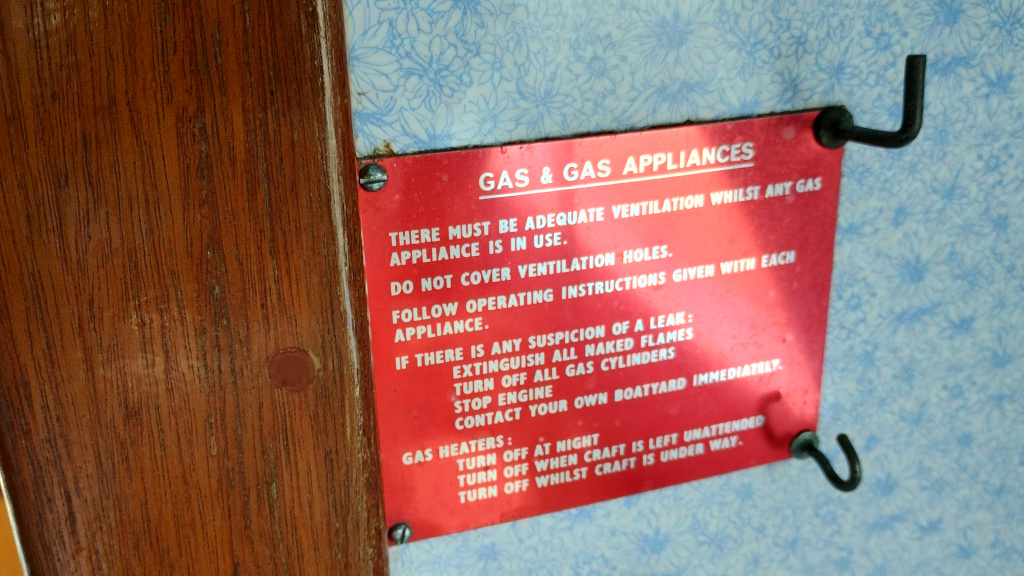 GAS & GAS APPLIANCES
THERE MUST BE ADEQUATE VENTILATION WHILST ANY GAS
APPLIANCE IS IN USE.
DO NOT COVER VENTILATION HOLES.
FOLLOW OPERATING INSTRUCTIONS GIVEN WITH EACH
APPLIANCE.
IF THERE IS ANY SUSPICION OF A LEAK:
EXTINGUISH ALL NAKED FLAMES
TURN OFF ALL GAS CYLINDERS
STOP ENGINE
CONTACT YOUR OWN BOATYARD IMMEDIATELY.
GAS HEATERS:
TURN OFF AT NIGHT
TURN OFF WHEN CRAFT IS LEFT UNATTENDED
TURN OFF WHILST CRAFT IS UNDER WAY.